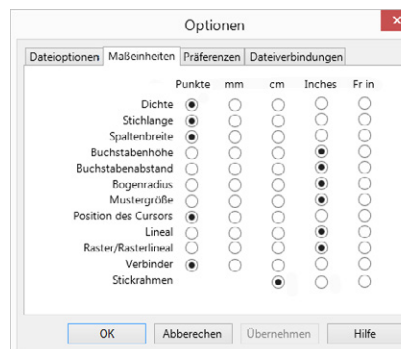 Optionen
Dateioptionen Maßeinheiten Präferenzen Dateiverbindungen
Punkte mm cm Inches Fr in
Dichte
Stichlange
Spaltenbreite
Buchstabenhöhe
Buchstabenabstand
Bogenradius
Mustergröße
Position des Cursors
Lineal
Raster/Rasterlineal
Verbinder
Stickrahmen
OK Abberechen Übernehmen Hilfe